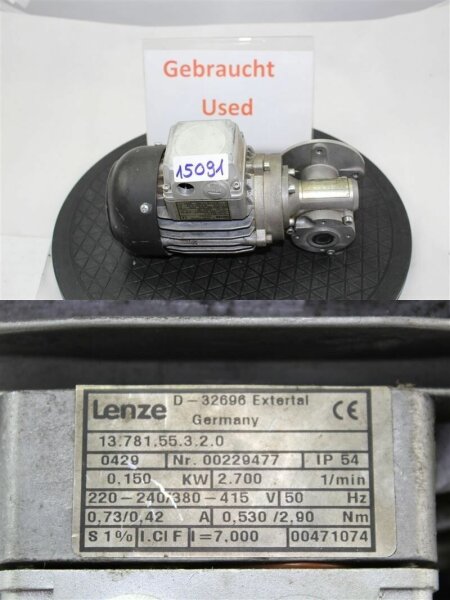 Gebraucht
Used
15091
Lenze D-32696 Extertal
Germany CE
13.781.55.3.2.0
0429 Nr. 00229477 IP 54
0,150 KW 2.700 1/min
220-240/380-415 V 50 Hz
0,73/0,42 A 0,530/2,90 Nm
S 1% I.Cl F i=7,000 00471074